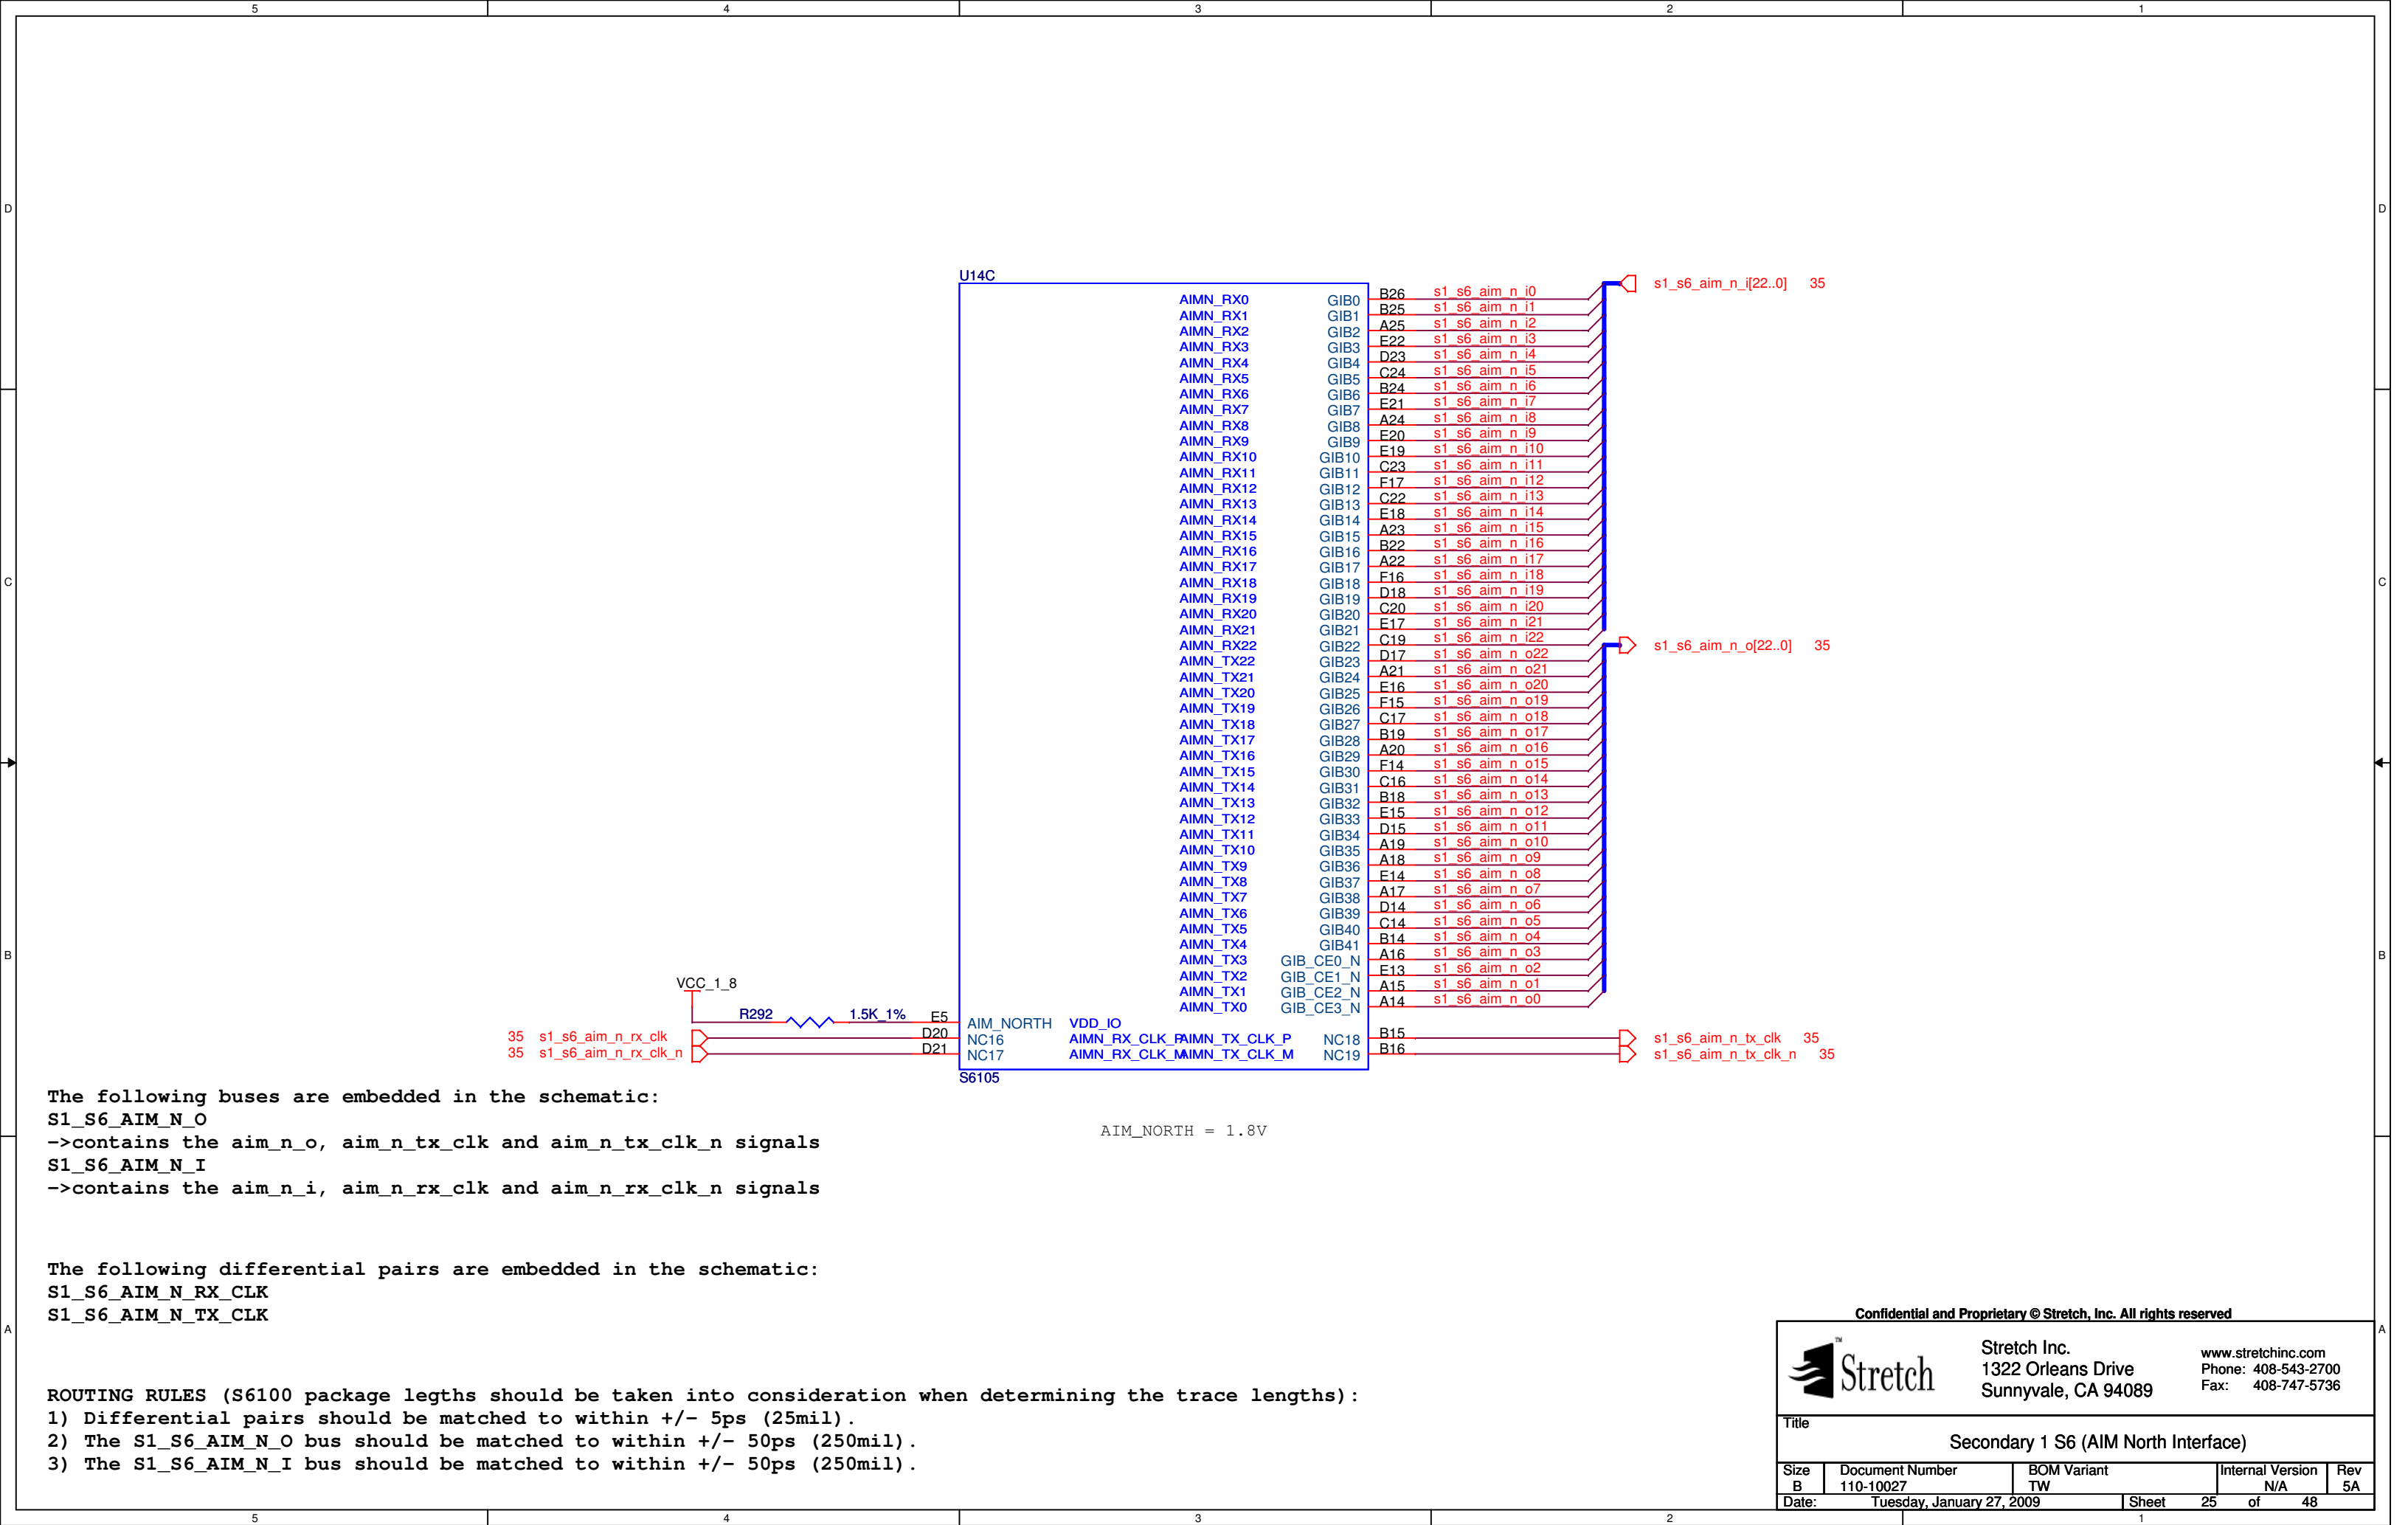 5 4 3 2 1
D D
C C
B B
A A
U14C
AIMN_RX0 GIB0 B26 s1_s6_aim_n_i0
AIMN_RX1 GIB1 B25 s1_s6_aim_n_i1
AIMN_RX2 GIB2 A25 s1_s6_aim_n_i2
AIMN_RX3 GIB3 E22 s1_s6_aim_n_i3
AIMN_RX4 GIB4 D23 s1_s6_aim_n_i4
AIMN_RX5 GIB5 C24 s1_s6_aim_n_i5
AIMN_RX6 GIB6 B24 s1_s6_aim_n_i6
AIMN_RX7 GIB7 E21 s1_s6_aim_n_i7
AIMN_RX8 GIB8 A24 s1_s6_aim_n_i8
AIMN_RX9 GIB9 E20 s1_s6_aim_n_i9
AIMN_RX10 GIB10 E19 s1_s6_aim_n_i10
AIMN_RX11 GIB11 C23 s1_s6_aim_n_i11
AIMN_RX12 GIB12 F17 s1_s6_aim_n_i12
AIMN_RX13 GIB13 C22 s1_s6_aim_n_i13
AIMN_RX14 GIB14 E18 s1_s6_aim_n_i14
AIMN_RX15 GIB15 A23 s1_s6_aim_n_i15
AIMN_RX16 GIB16 B22 s1_s6_aim_n_i16
AIMN_RX17 GIB17 A22 s1_s6_aim_n_i17
AIMN_RX18 GIB18 F16 s1_s6_aim_n_i18
AIMN_RX19 GIB19 D18 s1_s6_aim_n_i19
AIMN_RX20 GIB20 C20 s1_s6_aim_n_i20
AIMN_RX21 GIB21 E17 s1_s6_aim_n_i21
AIMN_RX22 GIB22 C19 s1_s6_aim_n_i22
AIMN_TX22 GIB23 D17 s1_s6_aim_n_o22
AIMN_TX21 GIB24 A21 s1_s6_aim_n_o21
AIMN_TX20 GIB25 E16 s1_s6_aim_n_o20
AIMN_TX19 GIB26 F15 s1_s6_aim_n_o19
AIMN_TX18 GIB27 C17 s1_s6_aim_n_o18
AIMN_TX17 GIB28 B19 s1_s6_aim_n_o17
AIMN_TX16 GIB29 A20 s1_s6_aim_n_o16
AIMN_TX15 GIB30 F14 s1_s6_aim_n_o15
AIMN_TX14 GIB31 C16 s1_s6_aim_n_o14
AIMN_TX13 GIB32 B18 s1_s6_aim_n_o13
AIMN_TX12 GIB33 E15 s1_s6_aim_n_o12
AIMN_TX11 GIB34 D15 s1_s6_aim_n_o11
AIMN_TX10 GIB35 A19 s1_s6_aim_n_o10
AIMN_TX9 GIB36 A18 s1_s6_aim_n_o9
AIMN_TX8 GIB37 E14 s1_s6_aim_n_o8
AIMN_TX7 GIB38 A17 s1_s6_aim_n_o7
AIMN_TX6 GIB39 D14 s1_s6_aim_n_o6
AIMN_TX5 GIB40 C14 s1_s6_aim_n_o5
AIMN_TX4 GIB41 B14 s1_s6_aim_n_o4
AIMN_TX3 GIB_CE0_N A16 s1_s6_aim_n_o3
AIMN_TX2 GIB_CE1_N E13 s1_s6_aim_n_o2
AIMN_TX1 GIB_CE2_N A15 s1_s6_aim_n_o1
AIMN_TX0 GIB_CE3_N A14 s1_s6_aim_n_o0
s1_s6_aim_n_i[22..0] 35
s1_s6_aim_n_o[22..0] 35
VCC_1_8
R292 1.5K_1% E5 AIM_NORTH VDD_IO
35 s1_s6_aim_n_rx_clk D20 NC16 AIMN_RX_CLK_P AIMN_TX_CLK_P NC18 B15 s1_s6_aim_n_tx_clk 35
35 s1_s6_aim_n_rx_clk_n D21 NC17 AIMN_RX_CLK_M AIMN_TX_CLK_M NC19 B16 s1_s6_aim_n_tx_clk_n 35
S6105
AIM_NORTH = 1.8V
The following buses are embedded in the schematic:
S1_S6_AIM_N_O
->contains the aim_n_o, aim_n_tx_clk and aim_n_tx_clk_n signals
S1_S6_AIM_N_I
->contains the aim_n_i, aim_n_rx_clk and aim_n_rx_clk_n signals
The following differential pairs are embedded in the schematic:
S1_S6_AIM_N_RX_CLK
S1_S6_AIM_N_TX_CLK
ROUTING RULES (S6100 package legths should be taken into consideration when determining the trace lengths):
1) Differential pairs should be matched to within +/- 5ps (25mil).
2) The S1_S6_AIM_N_O bus should be matched to within +/- 50ps (250mil).
3) The S1_S6_AIM_N_I bus should be matched to within +/- 50ps (250mil).
Confidential and Proprietary © Stretch, Inc. All rights reserved
Stretch ™
Stretch Inc.
1322 Orleans Drive
Sunnyvale, CA 94089
www.stretchinc.com
Phone: 408-543-2700
Fax: 408-747-5736
Title
Secondary 1 S6 (AIM North Interface)
Size Document Number BOM Variant Internal Version Rev
B 110-10027 TW N/A 5A
Date: Tuesday, January 27, 2009 Sheet 25 of 48
5 4 3 2 1